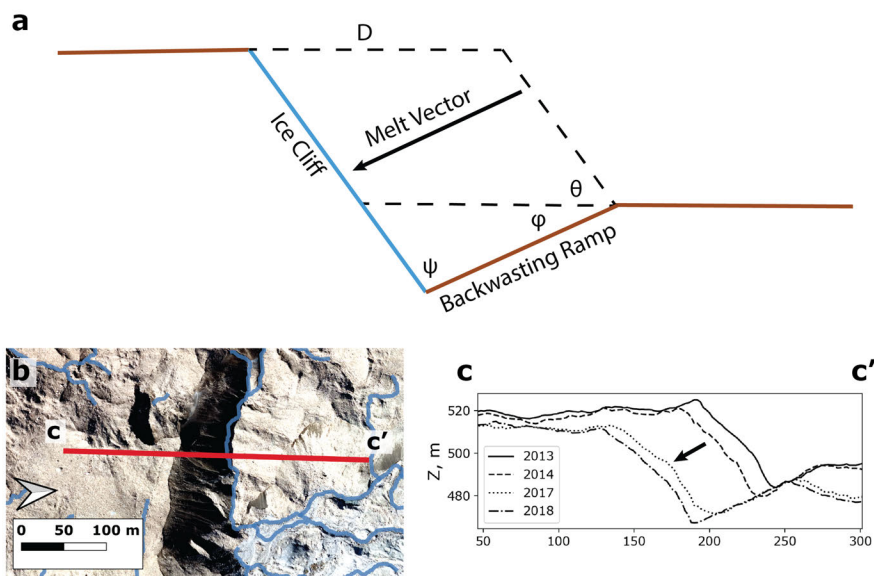 a
D
Melt Vector
Ice Cliff
θ
φ
ψ
Backwasting Ramp
b
c
c'
0 50 100 m
c
c'
Z, m
520
500
480
2013
2014
2017
2018
50 100 150 200 250 300